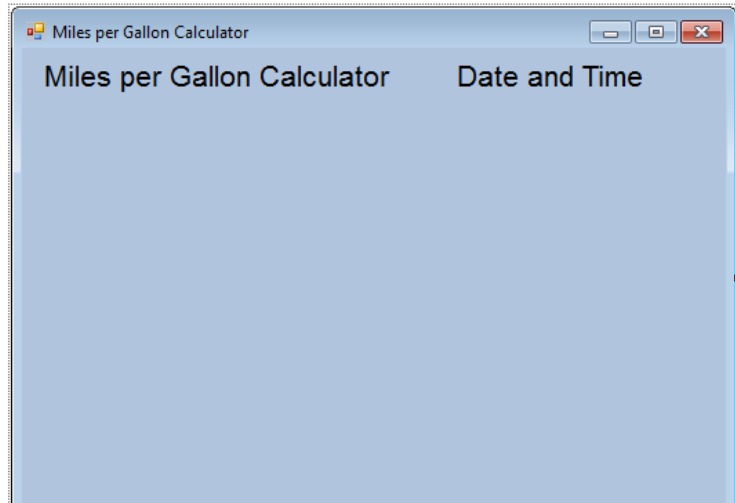 Miles per Gallon Calculator
Miles per Gallon Calculator Date and Time